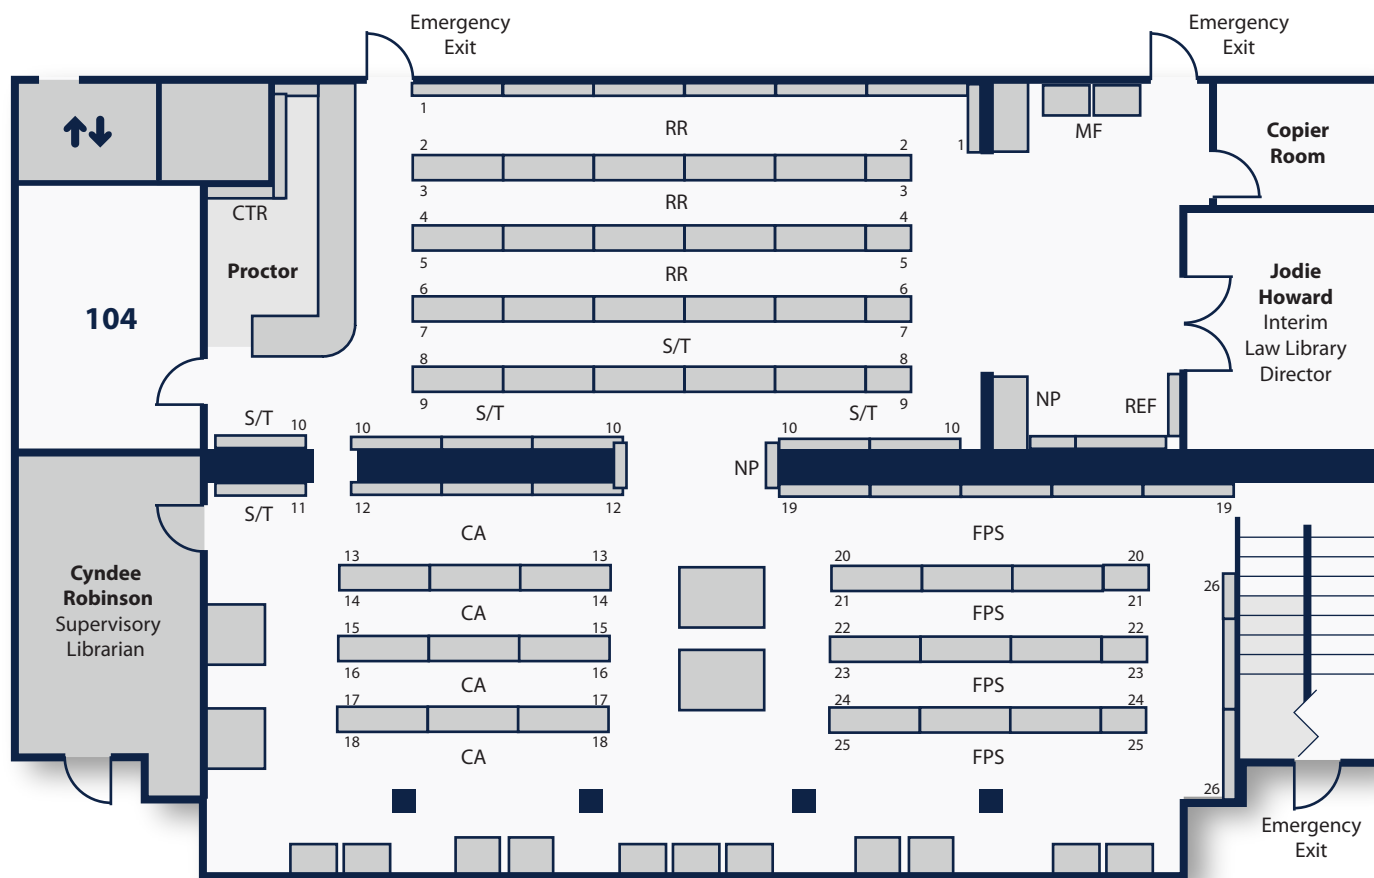 Emergency
Exit
Emergency
Exit
1
RR
MF
Copier
Room
2
2
1
3
3
RR
CTR
4
4
Proctor
5
5
RR
Jodie
Howard
Interim
Law Library
Director
6
6
104
7
7
S/T
8
8
9
9
NP
REF
S/T
10
10
S/T
10
S/T
10
10
NP
11
S/T
12
12
19
19
CA
FPS
13
13
20
20
Cyndee
Robinson
Supervisory
Librarian
14
14
21
21
26
CA
FPS
15
15
22
22
16
16
23
23
CA
FPS
17
17
24
24
18
18
25
25
CA
FPS
26
Emergency
Exit